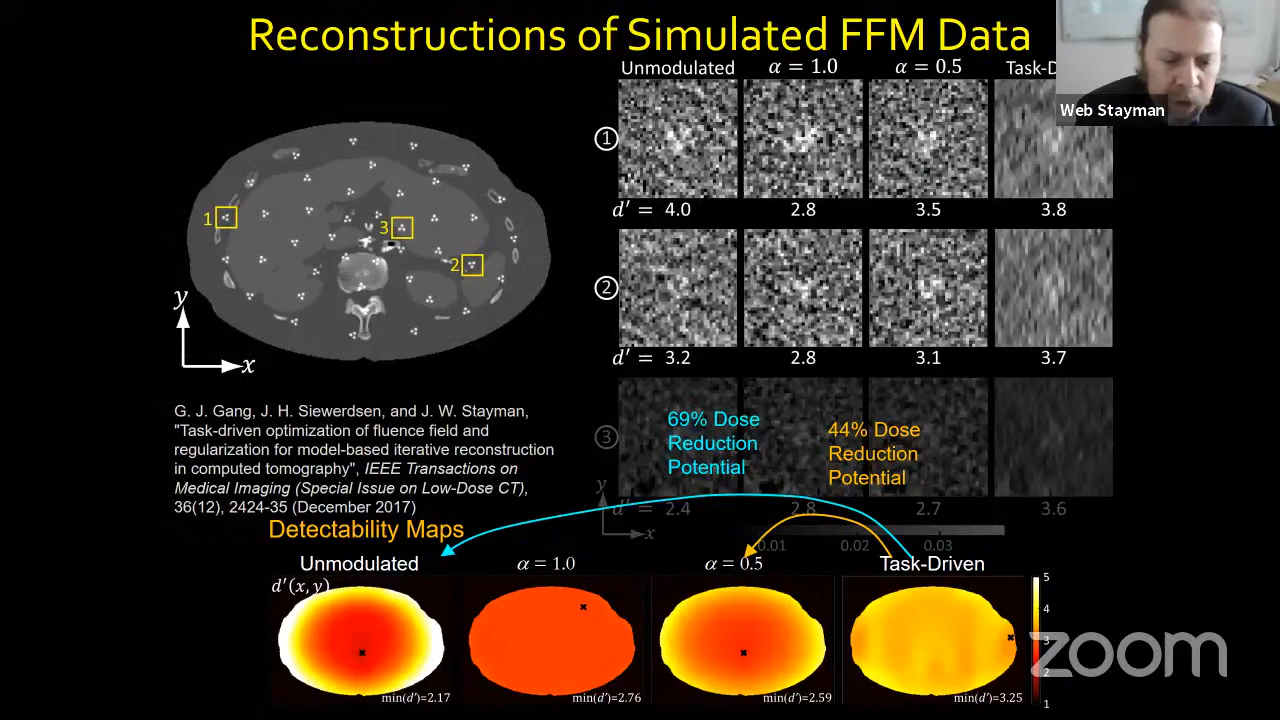 Reconstructions of Simulated FFM Data
Unmodulated α = 1.0 α = 0.5 Task-D
Web Stayman
1
d′ = 4.0 2.8 3.5 3.8
1
3
2
2
d′ = 3.2 2.8 3.1 3.7
y
x
3
69% Dose
Reduction
Potential
44% Dose
Reduction
Potential
y
x
d′ = 2.4 2.8 2.7 3.6
0.01 0.02 0.03
G. J. Gang, J. H. Siewerdsen, and J. W. Stayman,
"Task-driven optimization of fluence field and
regularization for model-based iterative reconstruction
in computed tomography", IEEE Transactions on
Medical Imaging (Special Issue on Low-Dose CT),
36(12), 2424-35 (December 2017)
Detectability Maps
Unmodulated α = 1.0 α = 0.5 Task-Driven
d′(x, y)
5
4
3
2
1
min(d′)=2.17 min(d′)=2.76 min(d′)=2.59 min(d′)=3.25
zoom